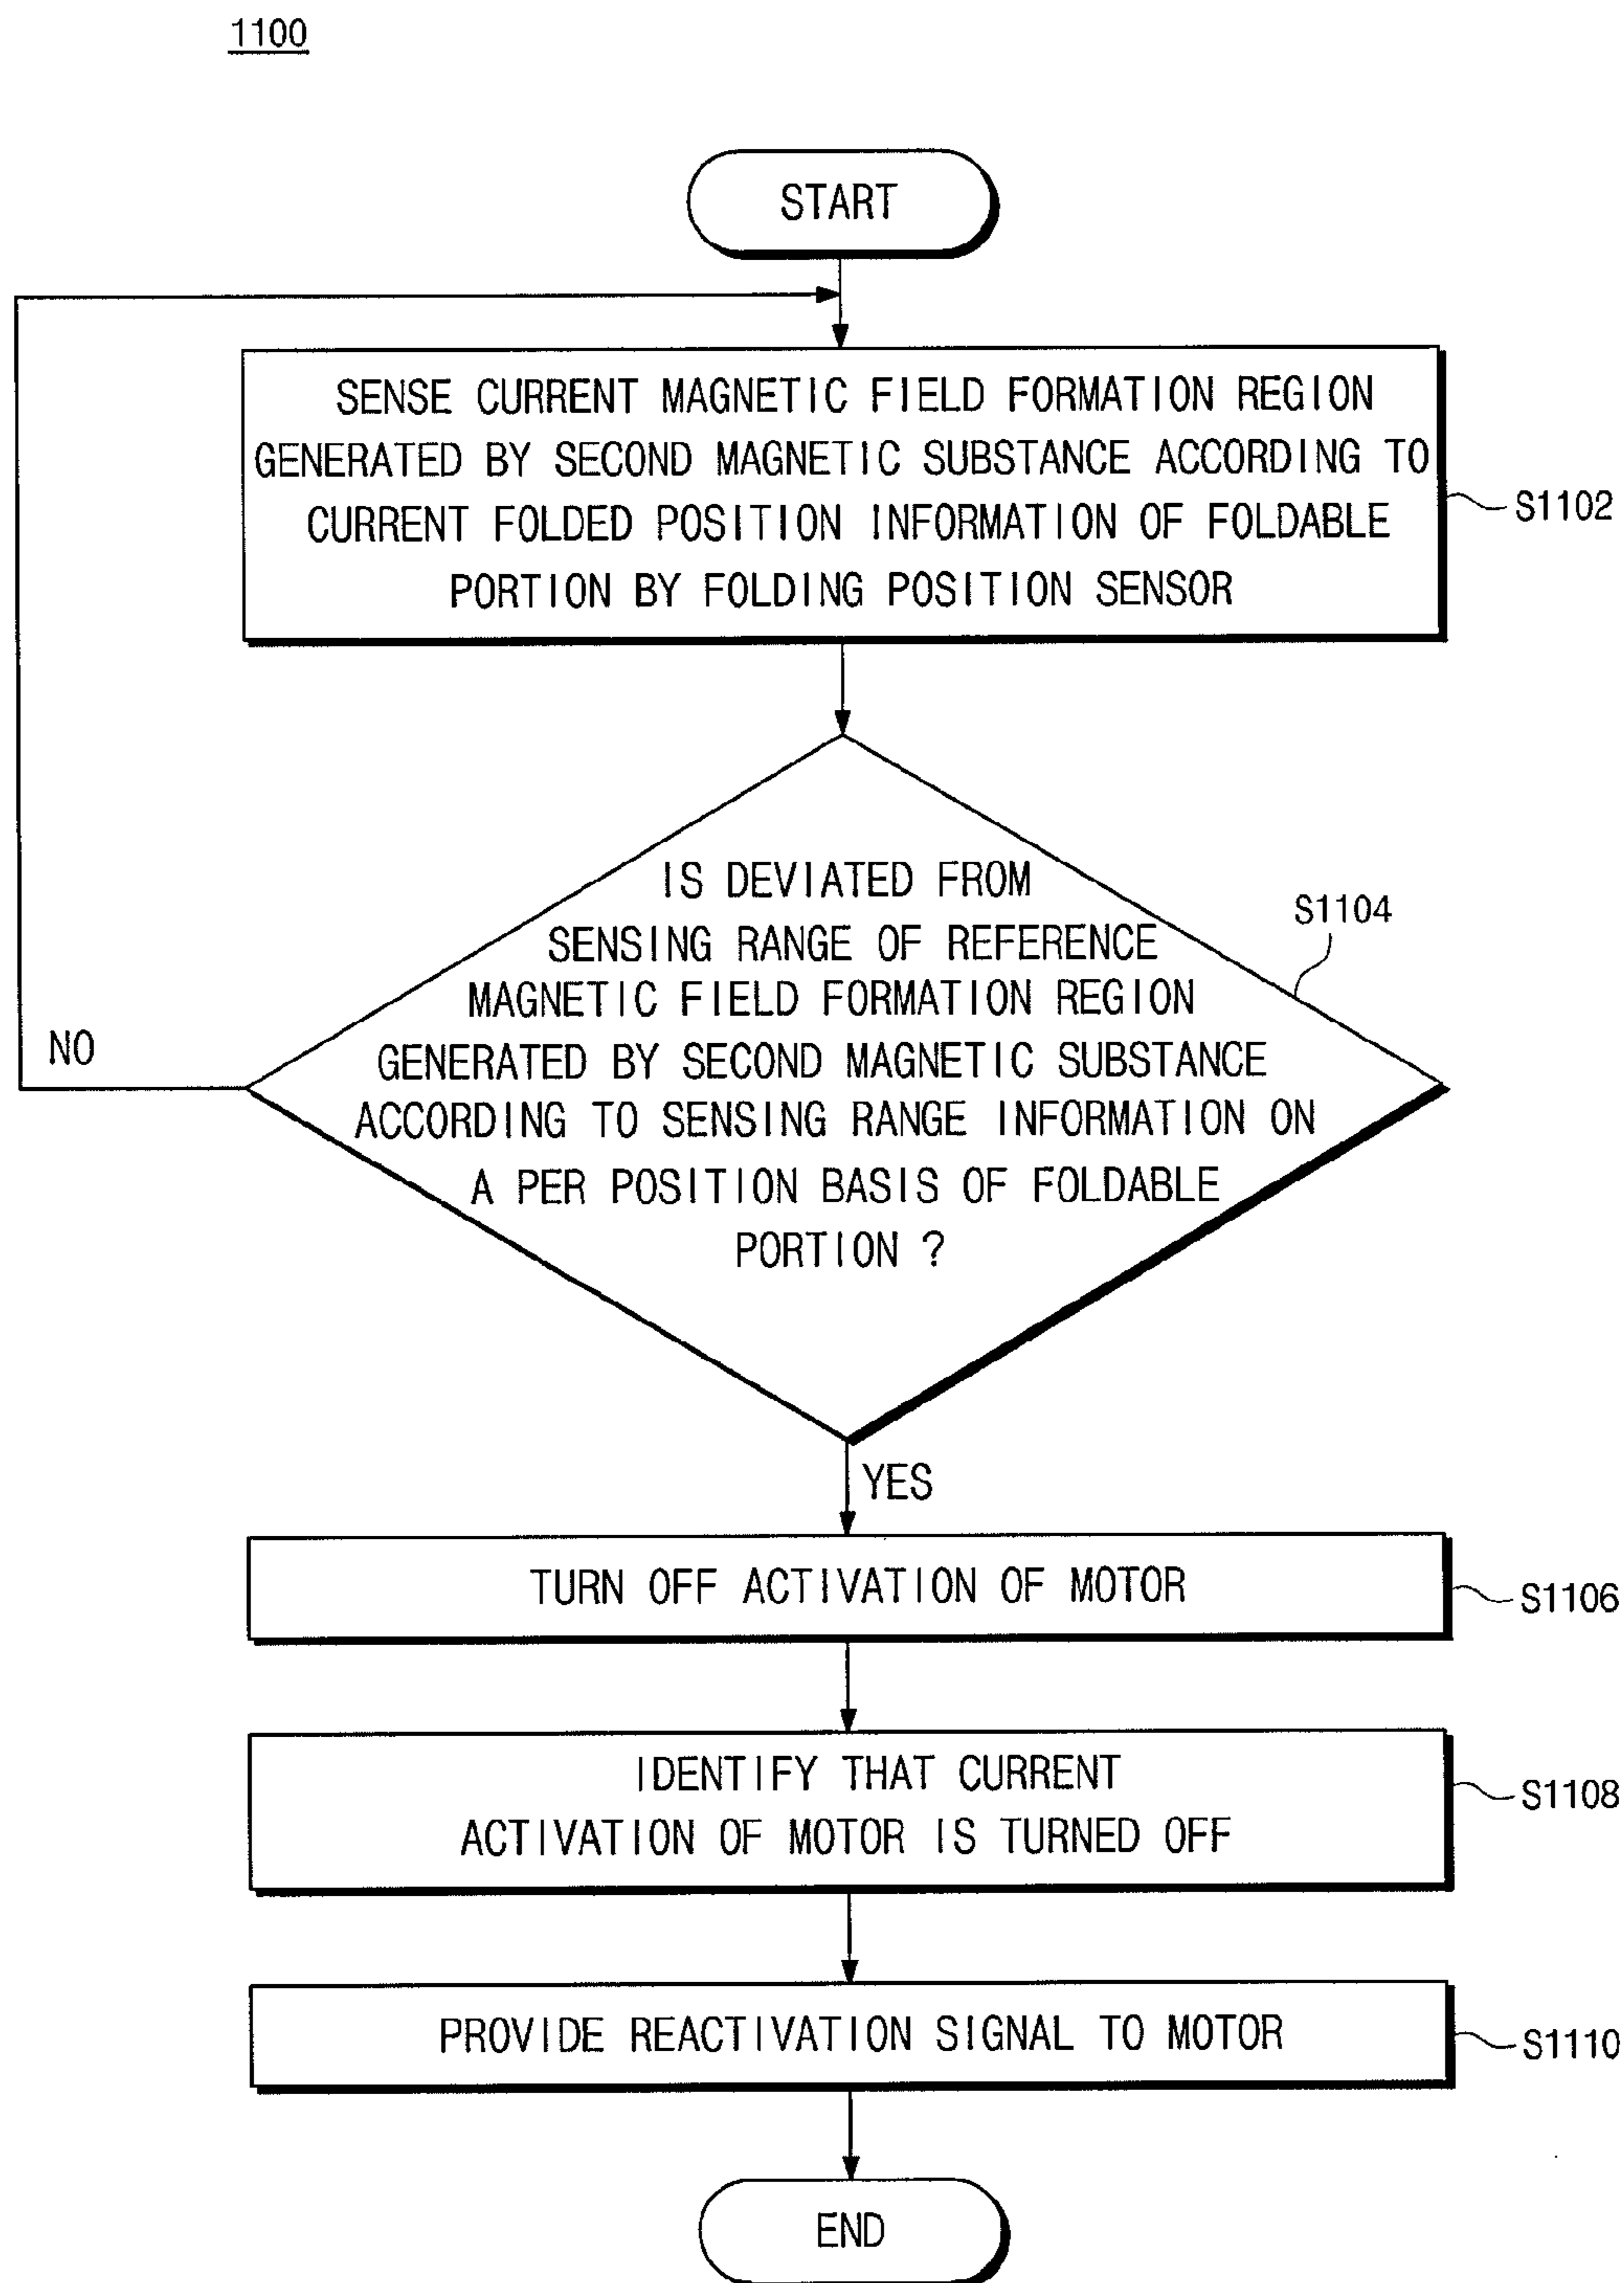 1100
START
SENSE CURRENT MAGNETIC FIELD FORMATION REGION
GENERATED BY SECOND MAGNETIC SUBSTANCE ACCORDING TO
CURRENT FOLDED POSITION INFORMATION OF FOLDABLE
PORTION BY FOLDING POSITION SENSOR
S1102
IS DEVIATED FROM
SENSING RANGE OF REFERENCE
MAGNETIC FIELD FORMATION REGION
GENERATED BY SECOND MAGNETIC SUBSTANCE
ACCORDING TO SENSING RANGE INFORMATION ON
A PER POSITION BASIS OF FOLDABLE
PORTION ?
S1104
NO
YES
TURN OFF ACTIVATION OF MOTOR
S1106
IDENTIFY THAT CURRENT
ACTIVATION OF MOTOR IS TURNED OFF
S1108
PROVIDE REACTIVATION SIGNAL TO MOTOR
S1110
END